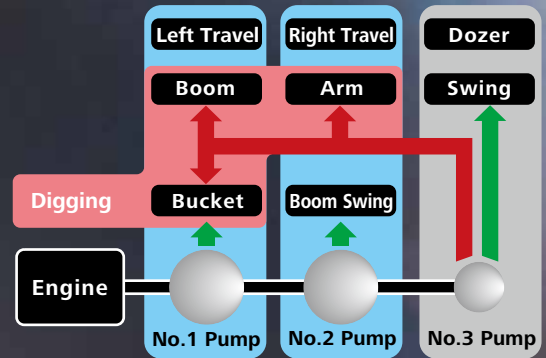 Left Travel
Right Travel
Dozer
Boom
Arm
Swing
Digging
Bucket
Boom Swing
Engine
No.1 Pump
No.2 Pump
No.3 Pump